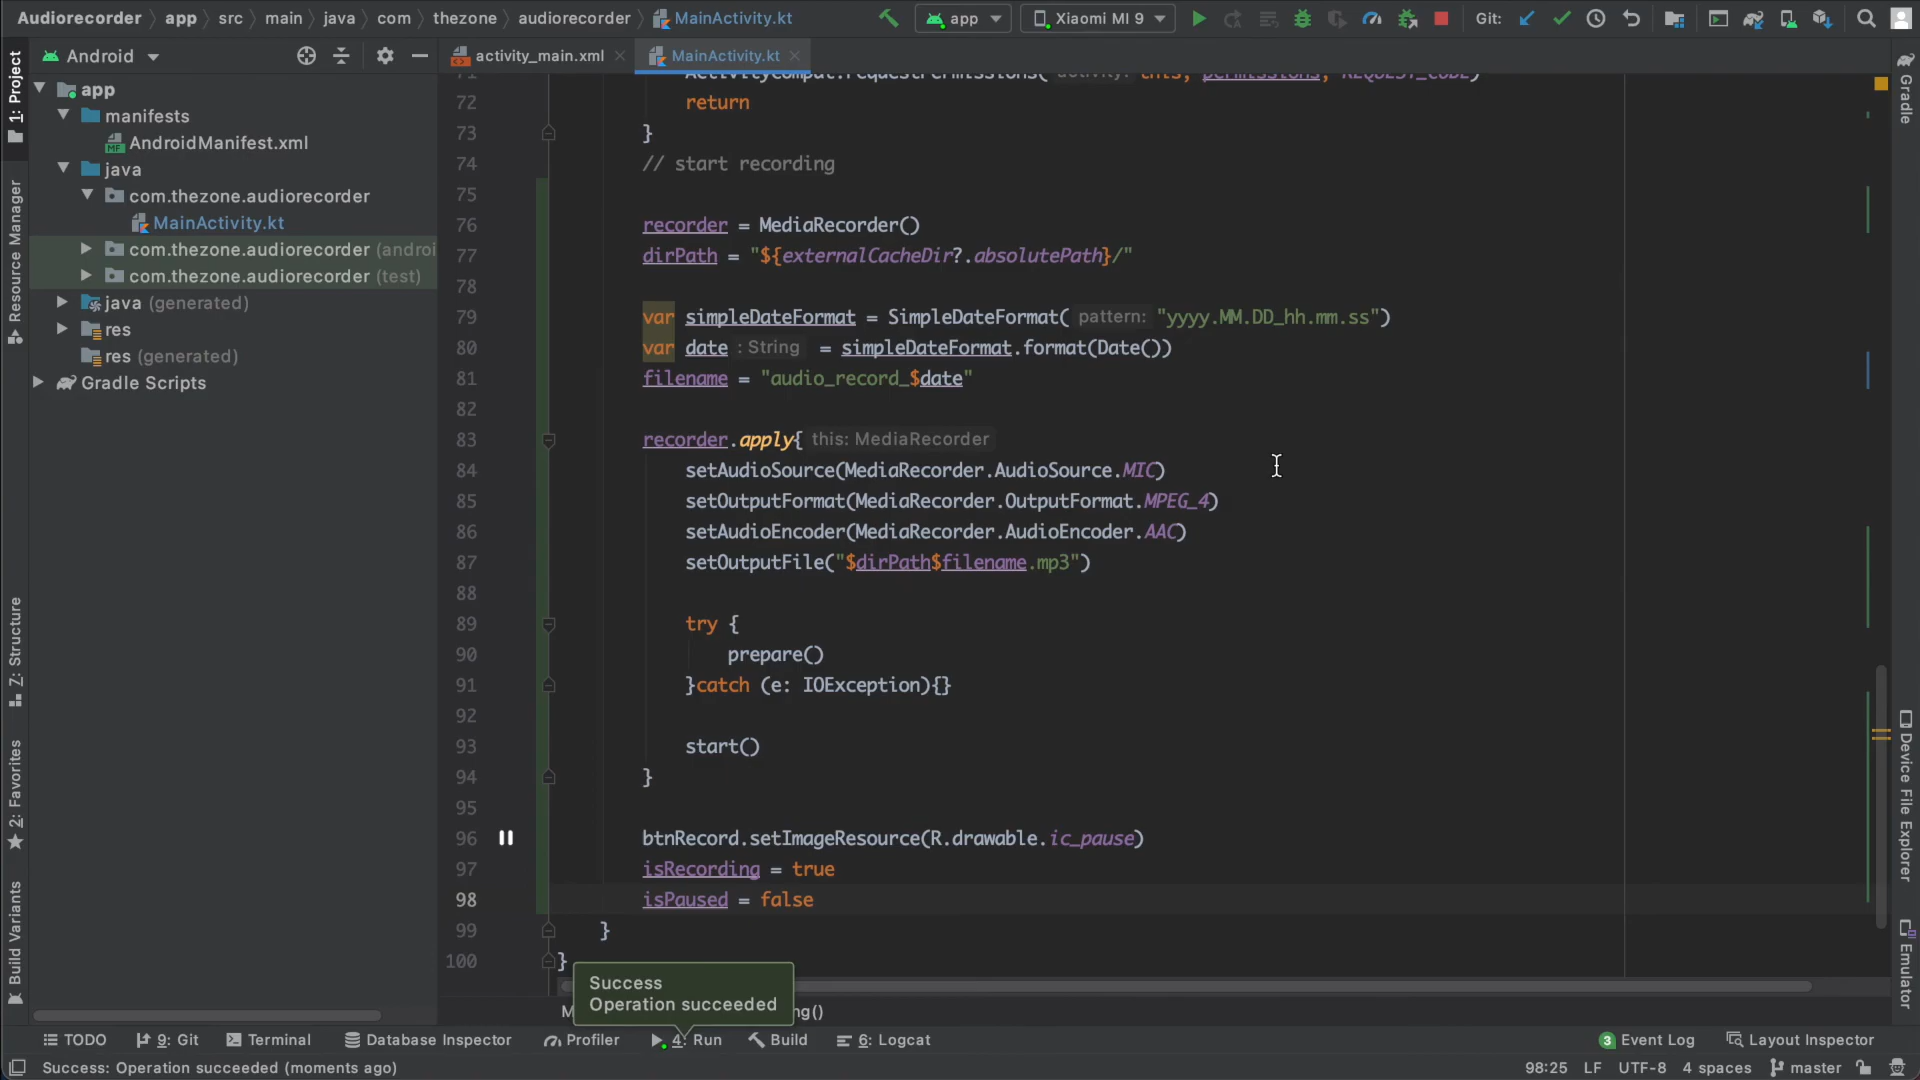 Audiorecorder app src main java com thezone audiorecorder MainActivity.kt app Xiaomi MI 9 Git:
Android activity_main.xml MainActivity.kt
1: Project
Resource Manager
Z: Structure
2: Favorites
Build Variants
app
manifests
AndroidManifest.xml
java
com.thezone.audiorecorder
MainActivity.kt
com.thezone.audiorecorder (androi
com.thezone.audiorecorder (test)
java (generated)
res
res (generated)
Gradle Scripts
71 ActivityCompat.requestPermissions( activity: this, permissions, REQUEST_CODE)
72 return
73 }
74 // start recording
75
76 recorder = MediaRecorder()
77 dirPath = "${externalCacheDir?.absolutePath}/"
78
79 var simpleDateFormat = SimpleDateFormat( pattern: "yyyy.MM.DD_hh.mm.ss")
80 var date : String = simpleDateFormat.format(Date())
81 filename = "audio_record_$date"
82
83 recorder.apply{ this: MediaRecorder
84 setAudioSource(MediaRecorder.AudioSource.MIC)
85 setOutputFormat(MediaRecorder.OutputFormat.MPEG_4)
86 setAudioEncoder(MediaRecorder.AudioEncoder.AAC)
87 setOutputFile("$dirPath$filename.mp3")
88
89 try {
90 prepare()
91 }catch (e: IOException){}
92
93 start()
94 }
95
96 btnRecord.setImageResource(R.drawable.ic_pause)
97 isRecording = true
98 isPaused = false
99 }
100 }
Success
Operation succeeded
M ng()
Gradle
Device File Explorer
Emulator
TODO 9: Git Terminal Database Inspector Profiler 4: Run Build 6: Logcat 3 Event Log Layout Inspector
Success: Operation succeeded (moments ago) 98:25 LF UTF-8 4 spaces master